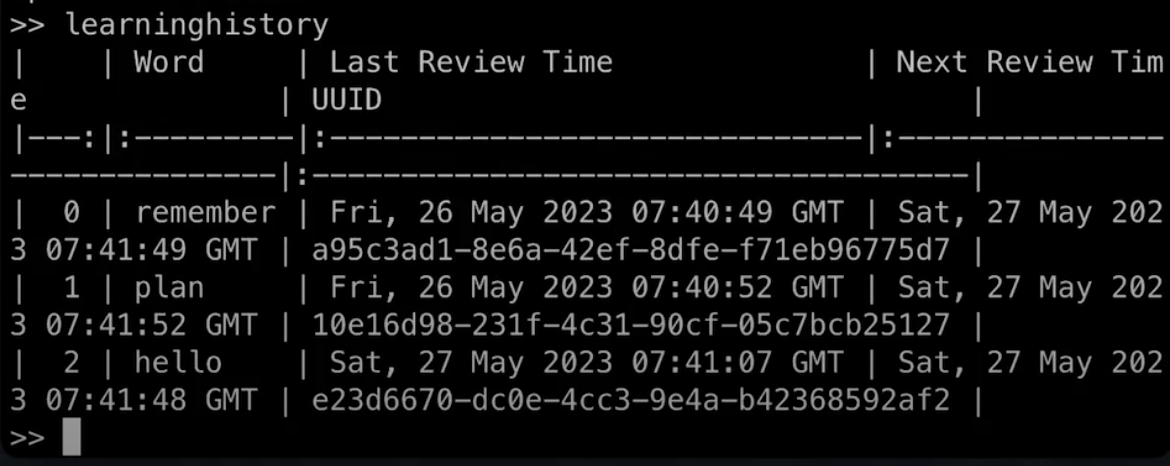 >> learninghistory
|    | Word     | Last Review Time              | Next Review Tim
e               | UUID                                 |
|---:|:---------|:------------------------------|:---------------
---------------|:-------------------------------------|
|  0 | remember | Fri, 26 May 2023 07:40:49 GMT | Sat, 27 May 202
3 07:41:49 GMT | a95c3ad1-8e6a-42ef-8dfe-f71eb96775d7 |
|  1 | plan     | Fri, 26 May 2023 07:40:52 GMT | Sat, 27 May 202
3 07:41:52 GMT | 10e16d98-231f-4c31-90cf-05c7bcb25127 |
|  2 | hello    | Sat, 27 May 2023 07:41:07 GMT | Sat, 27 May 202
3 07:41:48 GMT | e23d6670-dc0e-4cc3-9e4a-b42368592af2 |
>>